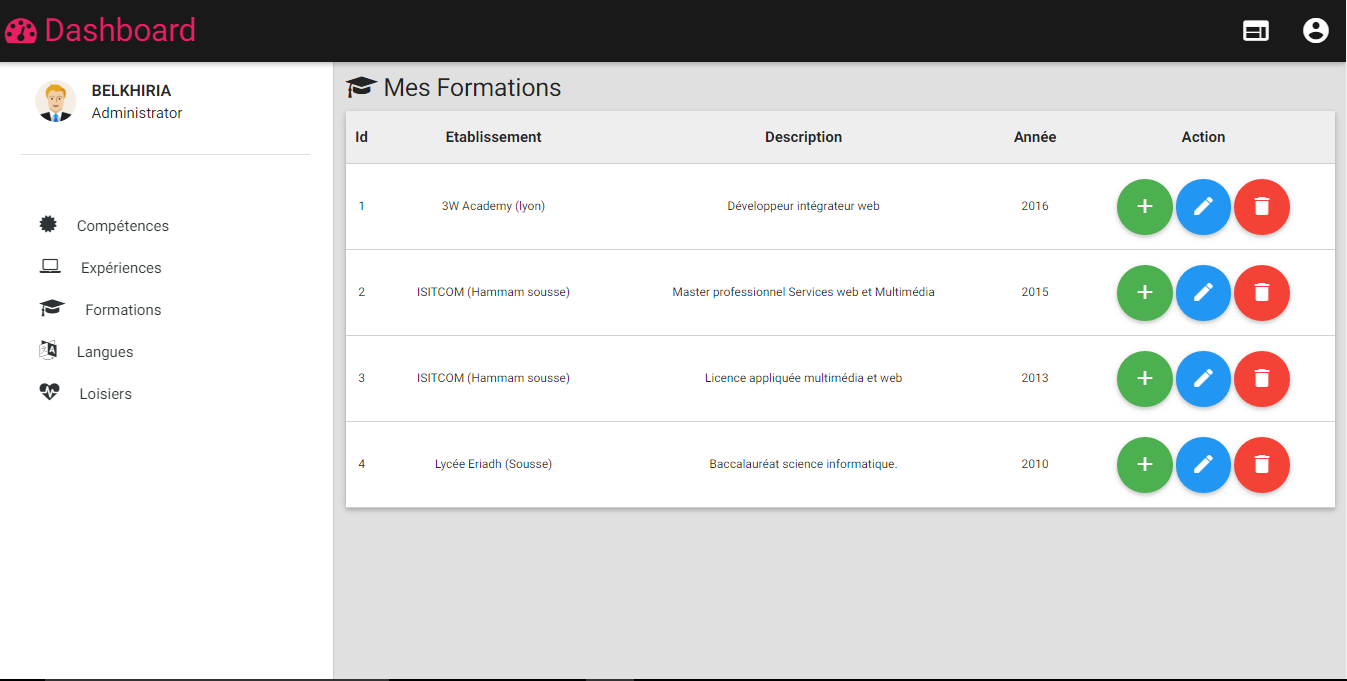 Dashboard
BELKHIRIA
Administrator
Compétences
Expériences
Formations
Langues
Loisiers
Mes Formations
Id Etablissement Description Année Action
1 3W Academy (lyon) Développeur intégrateur web 2016
2 ISITCOM (Hammam sousse) Master professionnel Services web et Multimédia 2015
3 ISITCOM (Hammam sousse) Licence appliquée multimédia et web 2013
4 Lycée Eriadh (Sousse) Baccalauréat science informatique. 2010